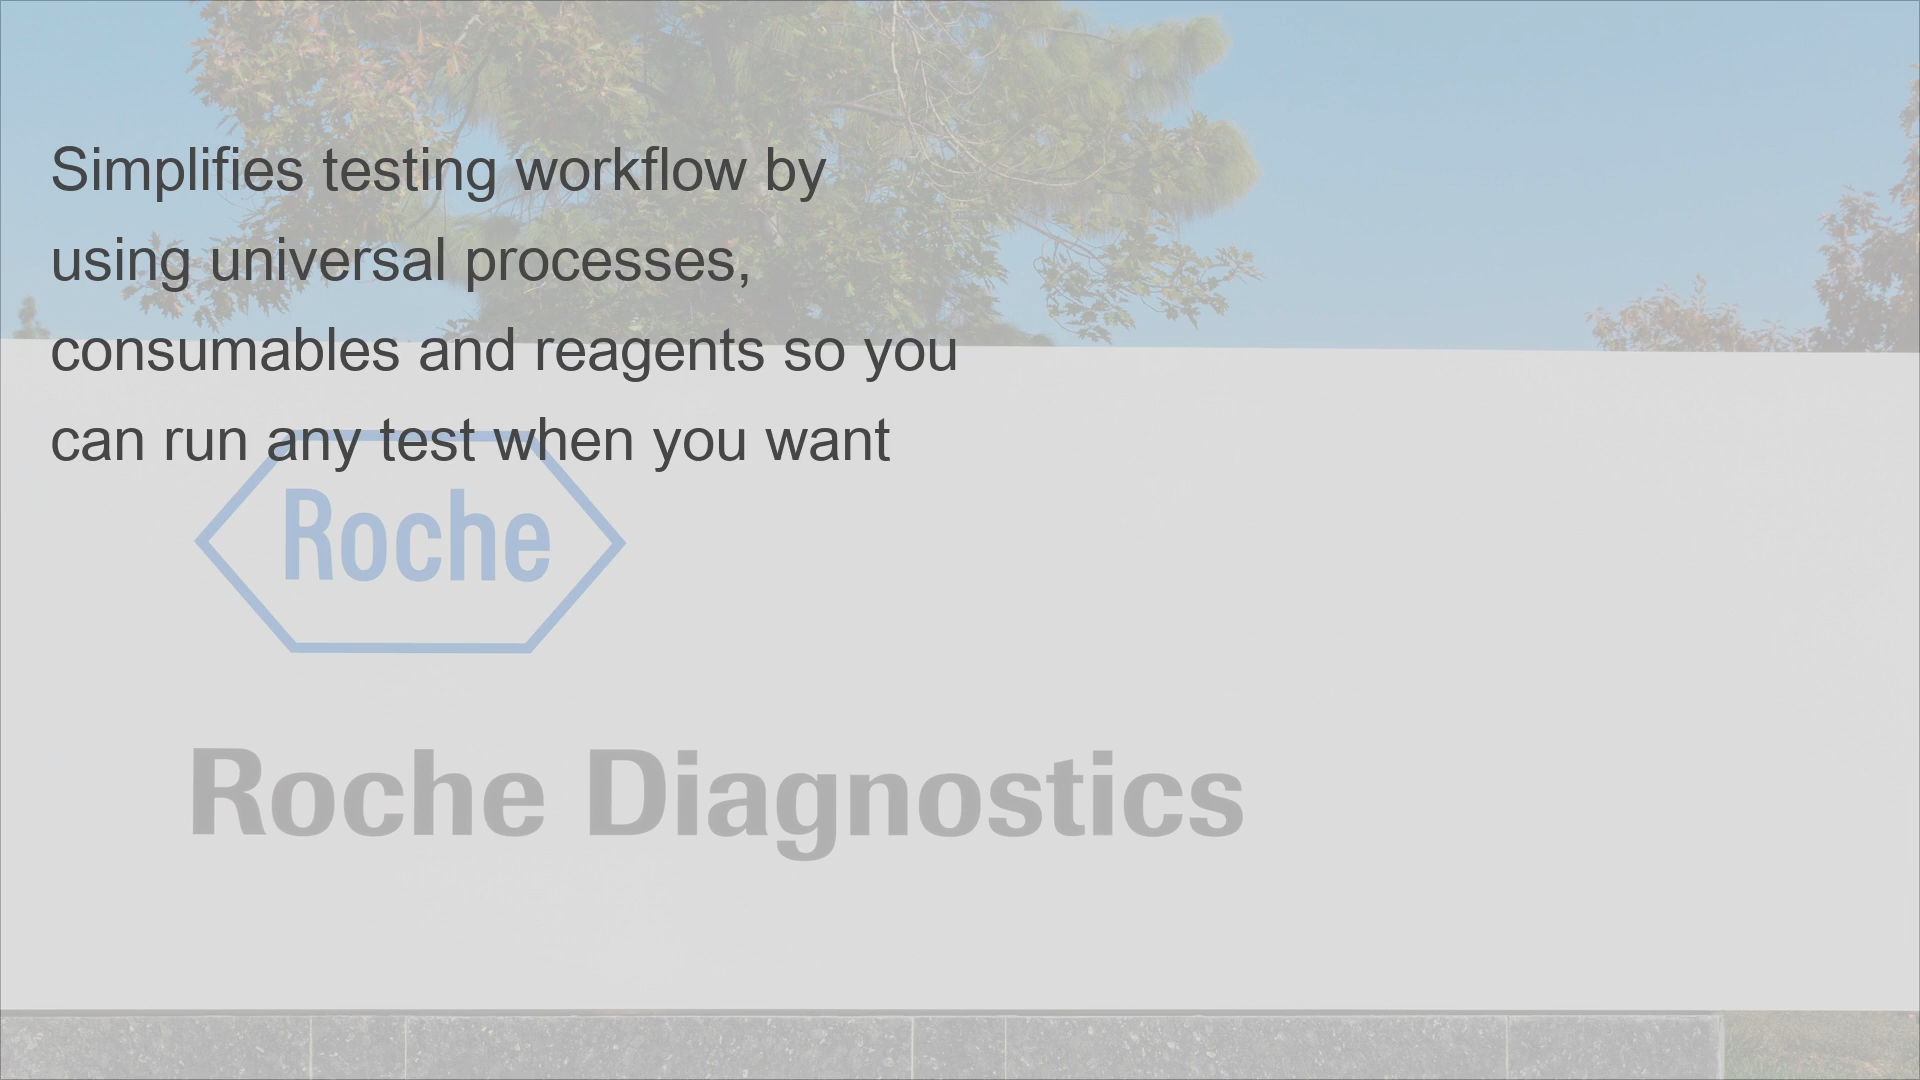 Simplifies testing workflow by
using universal processes,
consumables and reagents so you
can run any test when you want
Roche
Roche Diagnostics